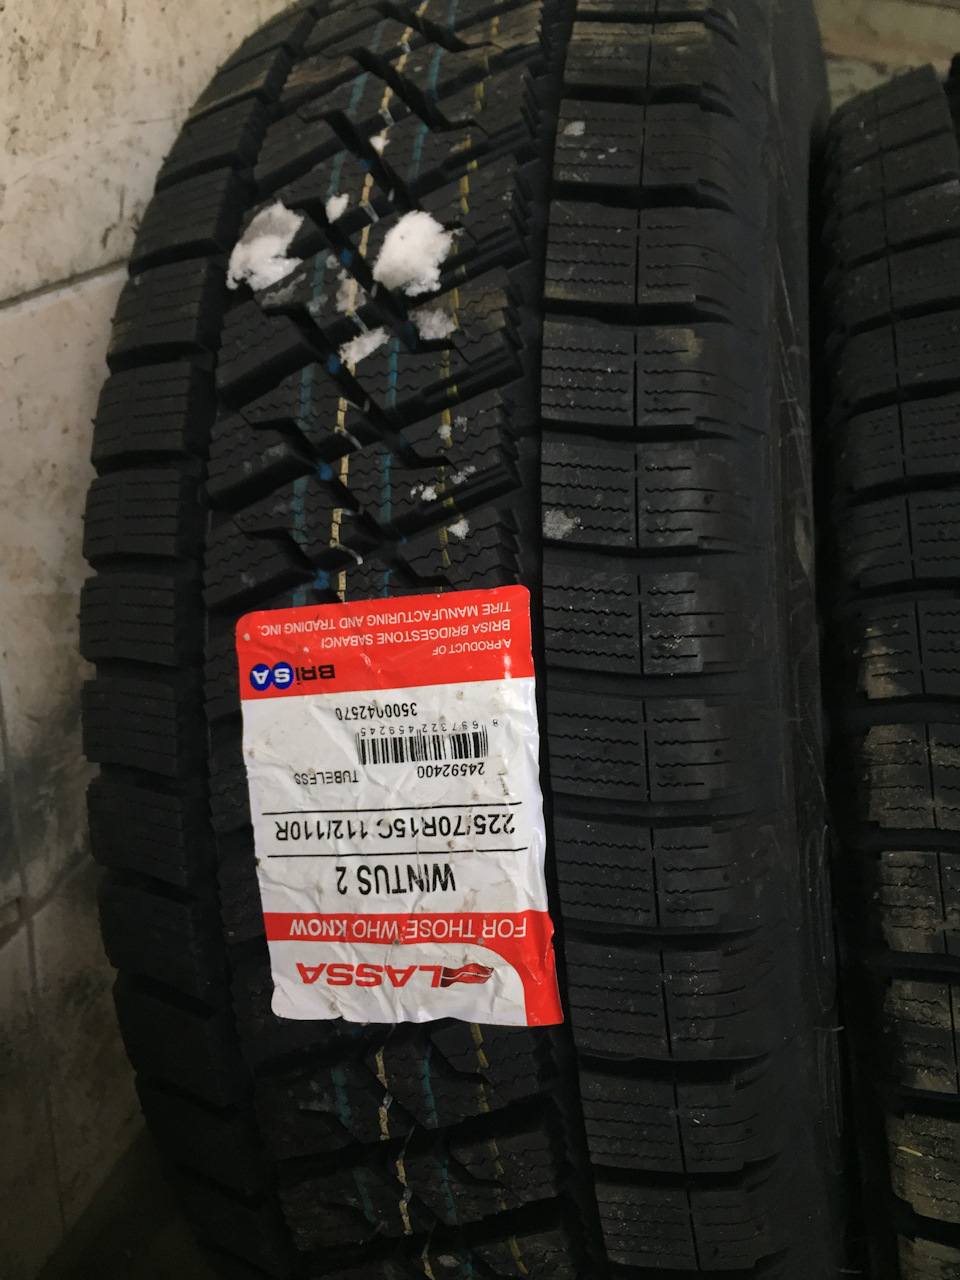 LASSA
FOR THOSE WHO KNOW
WINTUS 2
225/70R15C 112/110R
24592400 TUBELESS
8 697322 459245
3500042570
BRiSA
A PRODUCT OF
BRISA BRIDGESTONE SABANCI
TIRE MANUFACTURING AND TRADING INC.